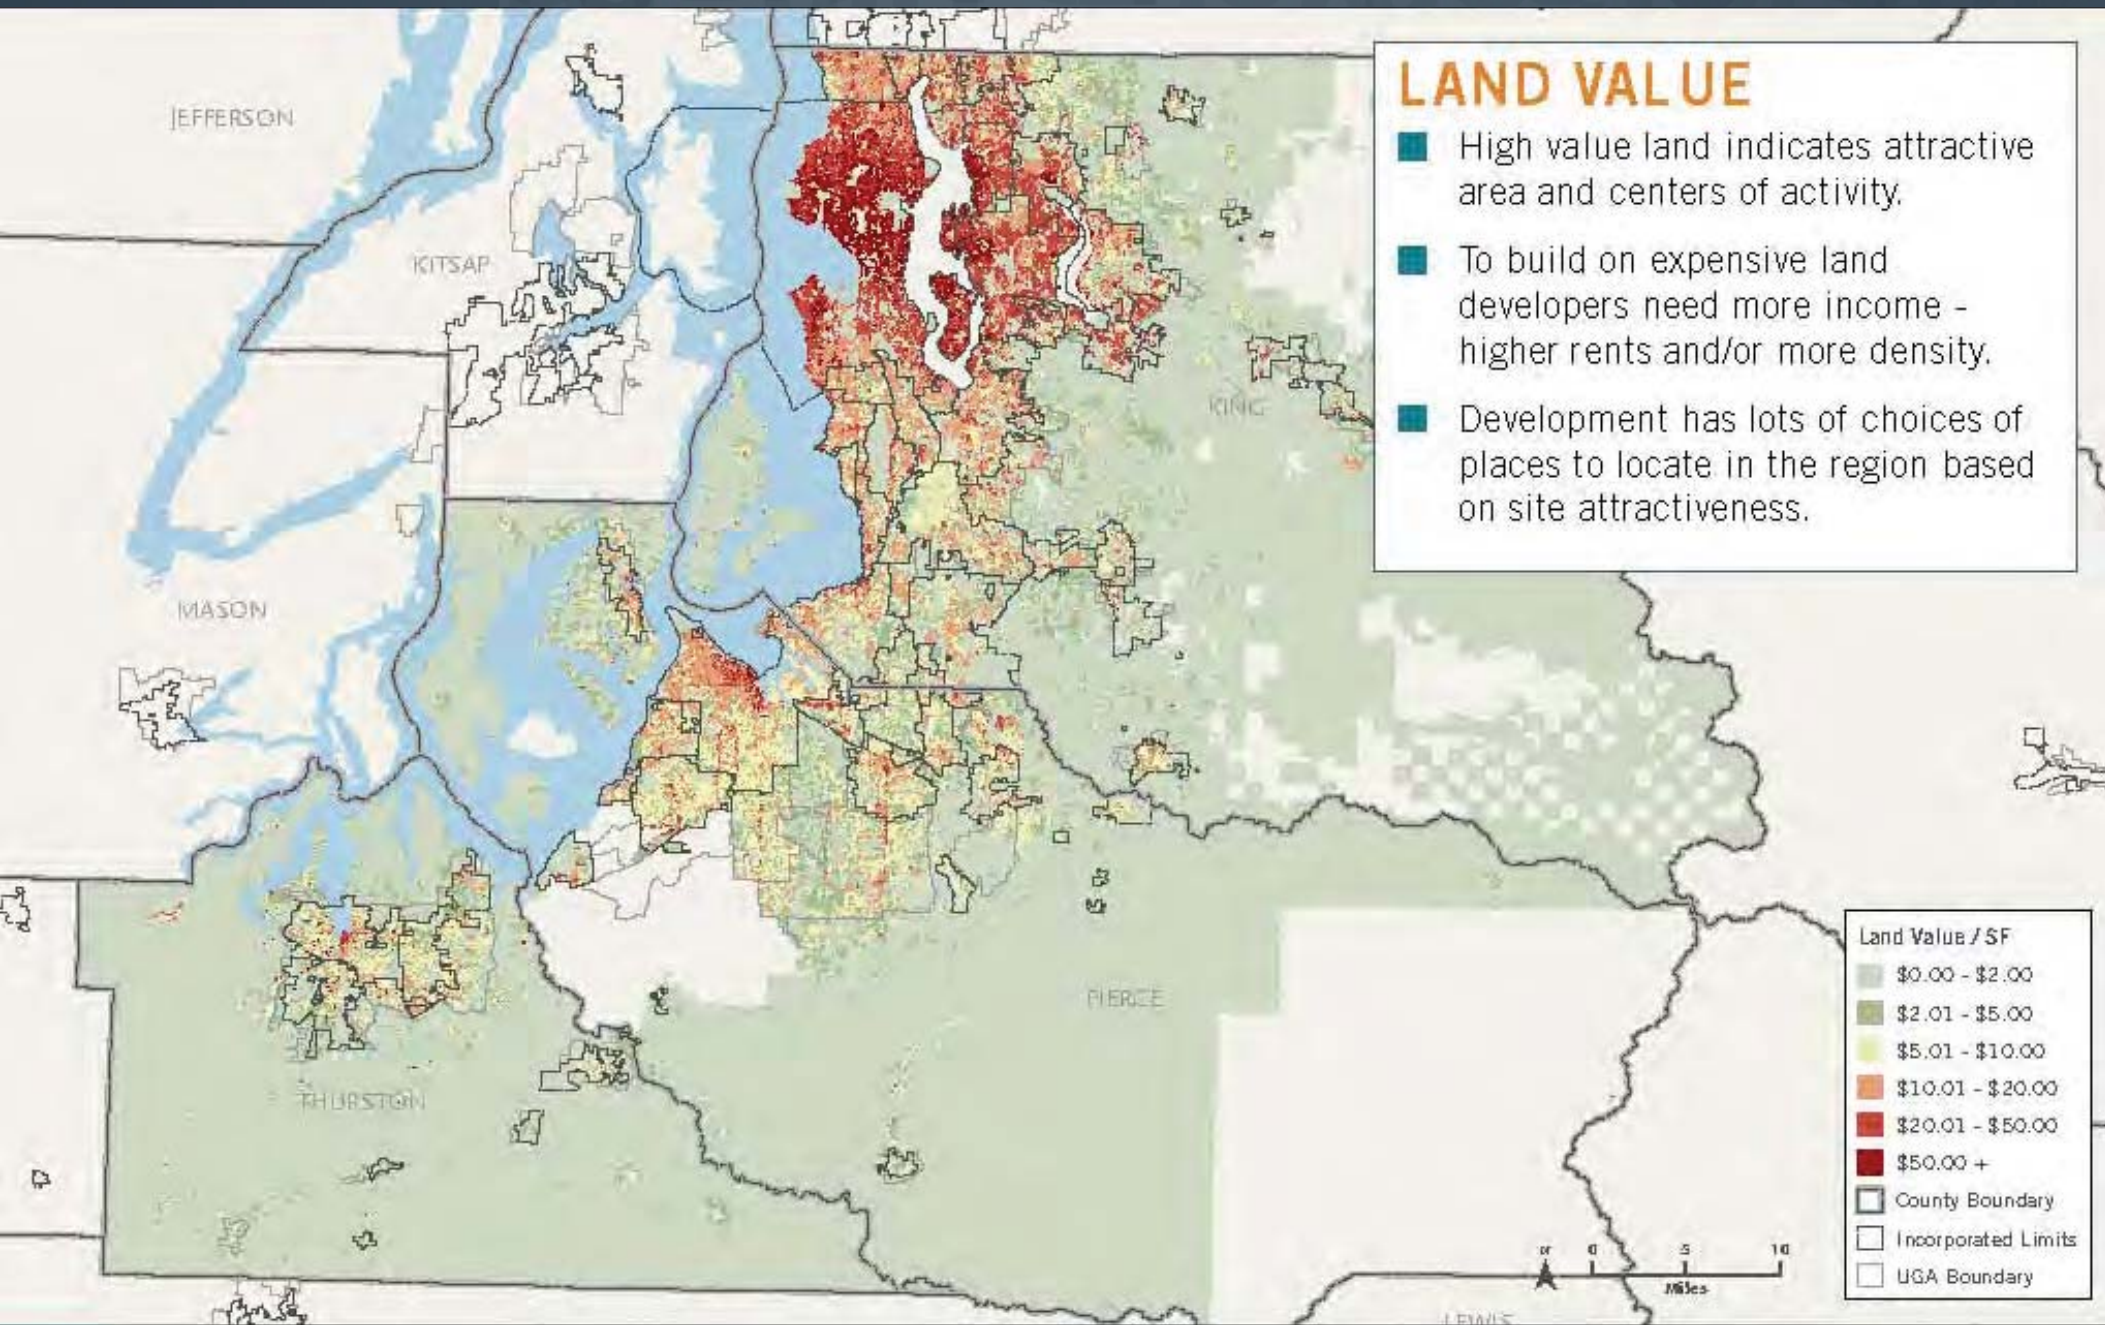 LAND VALUE
High value land indicates attractive
area and centers of activity.
To build on expensive land
developers need more income -
higher rents and/or more density.
Development has lots of choices of
places to locate in the region based
on site attractiveness.
JEFFERSON
KITSAP
KING
MASON
PIERCE
THURSTON
LEWIS
Land Value / SF
$0.00 - $2.00
$2.01 - $5.00
$5.01 - $10.00
$10.01 - $20.00
$20.01 - $50.00
$50.00 +
County Boundary
Incorporated Limits
UGA Boundary
0 5 10
Miles